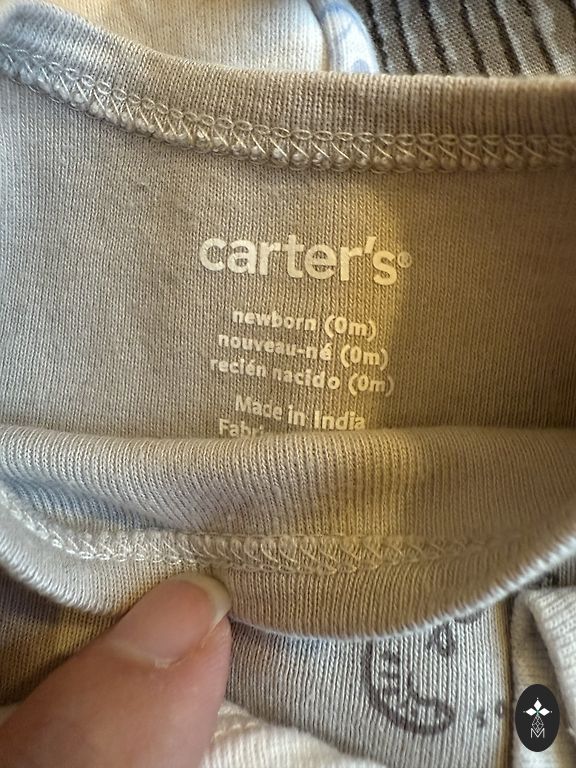 carter's®
newborn (0m)
nouveau-né (0m)
recién nacido (0m)
Made in India